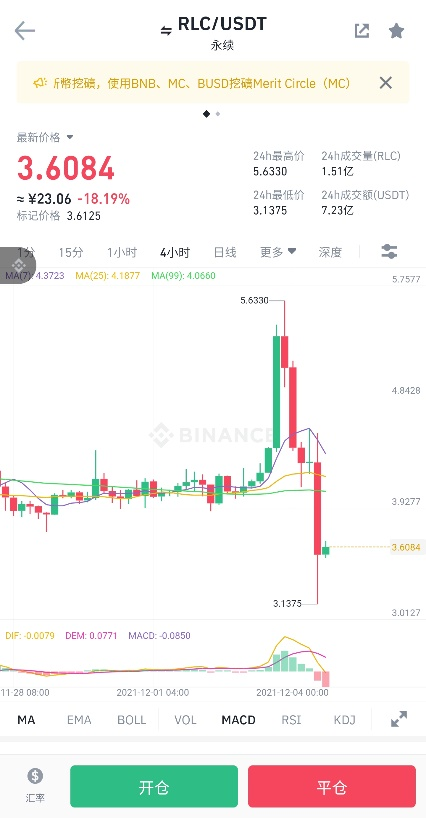 RLC/USDT
永续
新幣挖礦，使用BNB、MC、BUSD挖礦Merit Circle（MC）
最新价格
3.6084
≈ ¥23.06 -18.19%
标记价格 3.6125
24h最高价 24h成交量(RLC)
5.6330 1.51亿
24h最低价 24h成交额(USDT)
3.1375 7.23亿
1分 15分 1小时 4小时 日线 更多 深度
MA(7): 4.3723 MA(25): 4.1877 MA(99): 4.0660
5.7577
5.6330
4.8428
BINANCE
3.9277
3.6084
3.1375
3.0127
DIF: -0.0079 DEM: 0.0771 MACD: -0.0850
11-28 08:00 2021-12-01 04:00 2021-12-04 00:00
MA EMA BOLL VOL MACD RSI KDJ
汇率 开仓 平仓